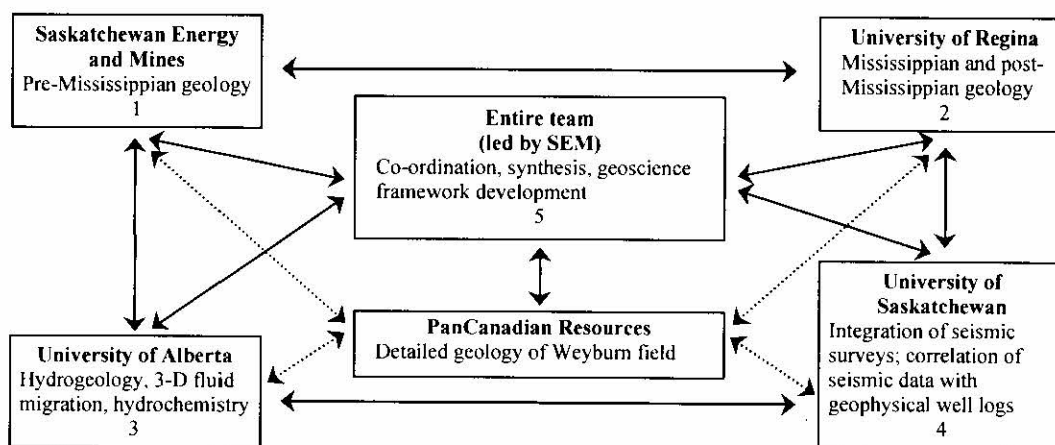 Saskatchewan Energy
and Mines
Pre-Mississippian geology
1
University of Regina
Mississippian and post-
Mississippian geology
2
Entire team
(led by SEM)
Co-ordination, synthesis, geoscience
framework development
5
PanCanadian Resources
Detailed geology of Weyburn field
University of Alberta
Hydrogeology, 3-D fluid
migration, hydrochemistry
3
University of
Saskatchewan
Integration of seismic
surveys; correlation of
seismic data with
geophysical well logs
4